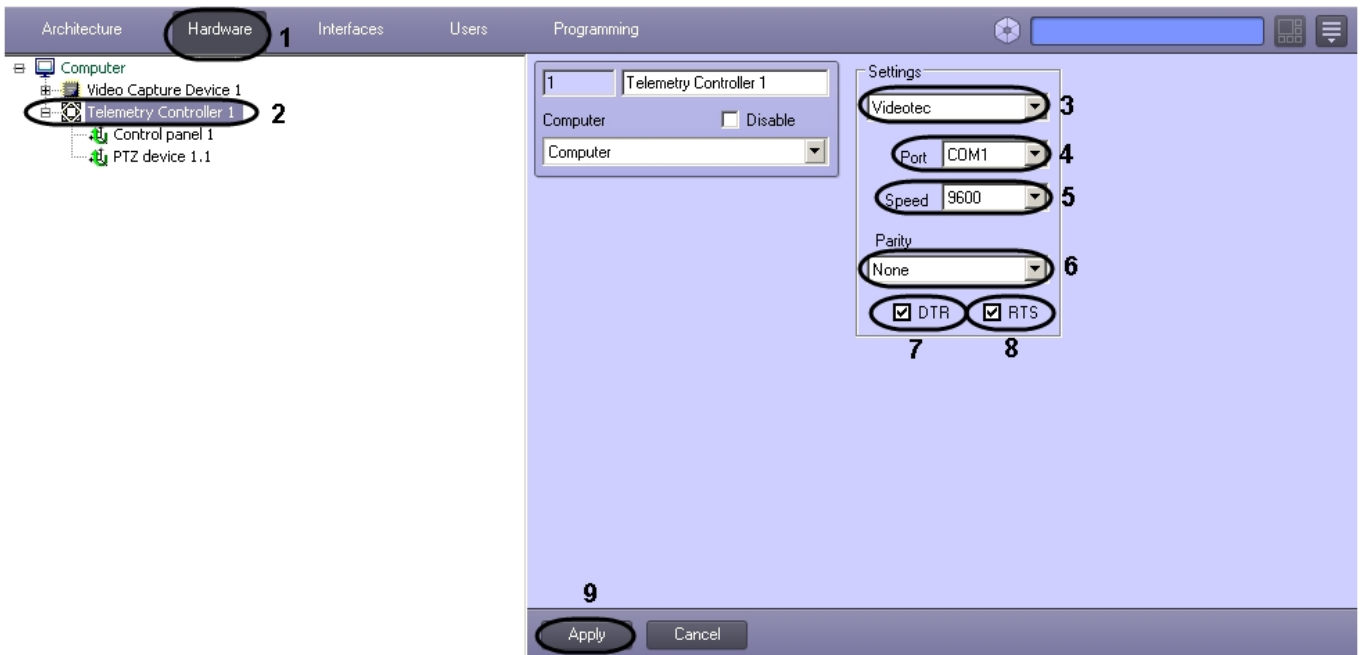 Architecture Hardware 1 Interfaces Users Programming
Computer
Video Capture Device 1
Telemetry Controller 1 2
Control panel 1
PTZ device 1.1
1 Telemetry Controller 1
Computer Disable
Computer
Settings
Videotec 3
Port COM1 4
Speed 9600 5
Parity
None 6
DTR RTS
7 8
9
Apply Cancel